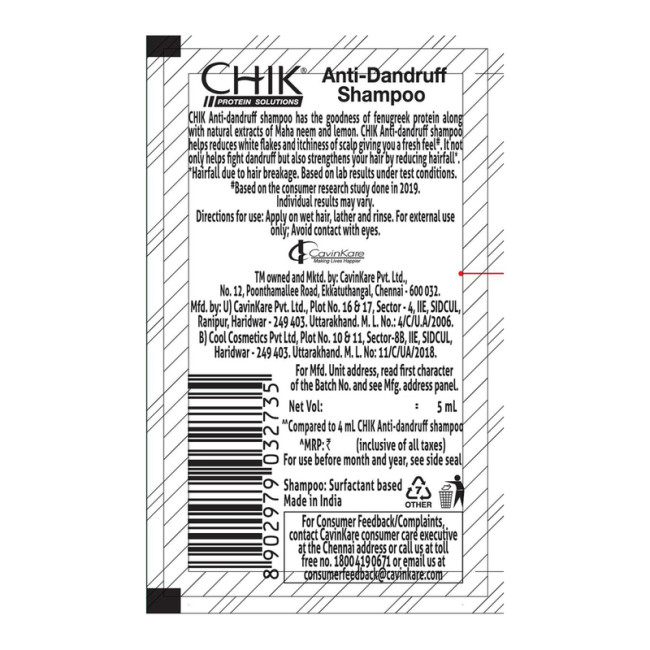 CHIK® Anti-Dandruff
PROTEIN SOLUTIONS Shampoo
CHIK Anti-dandruff shampoo has the goodness of fenugreek protein along
with natural extracts of Maha neem and lemon. CHIK Anti-dandruff shampoo
helps reduces white flakes and itchiness of scalp giving you a fresh feel#. It not
only helps fight dandruff but also strengthens your hair by reducing hairfall*.
*Hairfall due to hair breakage. Based on lab results under test conditions.
#Based on the consumer research study done in 2019.
Individual results may vary.
Directions for use: Apply on wet hair, lather and rinse. For external use
only; Avoid contact with eyes.
CavinKare
Making Lives Happier
TM owned and Mktd. by: CavinKare Pvt. Ltd.,
No. 12, Poonthamallee Road, Ekkatuthangal, Chennai - 600 032.
Mfd. by: U) CavinKare Pvt. Ltd., Plot No. 16 & 17, Sector - 4, IIE, SIDCUL,
Ranipur, Haridwar - 249 403. Uttarakhand. M. L. No.: 4/C/U.A/2006.
B) Cool Cosmetics Pvt Ltd, Plot No. 10 & 11, Sector-8B, IIE, SIDCUL,
Haridwar - 249 403. Uttarakhand. M. L. No: 11/C/UA/2018.
For Mfd. Unit address, read first character
of the Batch No. and see Mfg. address panel.
Net Vol: : 5 mL
^^Compared to 4 mL CHIK Anti-dandruff shampoo
^MRP: ₹ (inclusive of all taxes)
For use before month and year, see side seal
Shampoo: Surfactant based
Made in India
7
OTHER
For Consumer Feedback/Complaints,
contact CavinKare consumer care executive
at the Chennai address or call us at toll
free no. 18004190671 or email us at
consumerfeedback@cavinkare.com
8 902979 032735